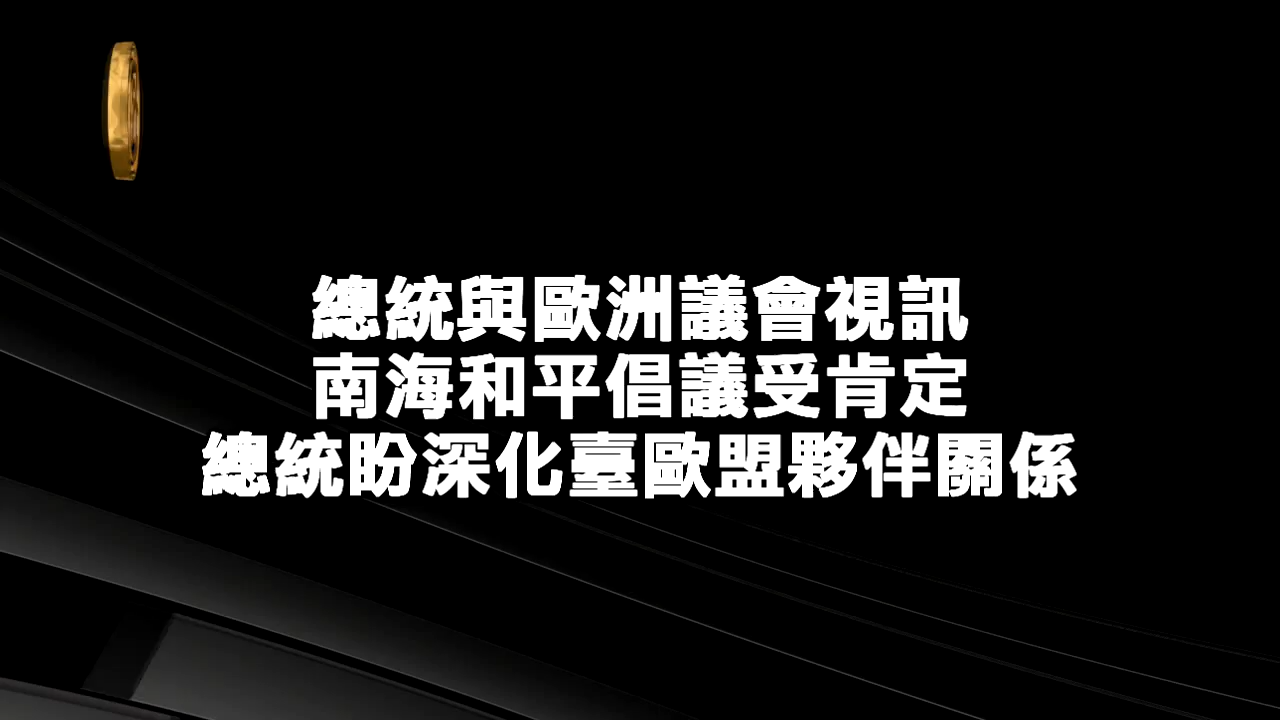 總統與歐洲議會視訊
南海和平倡議受肯定
總統盼深化臺歐盟夥伴關係